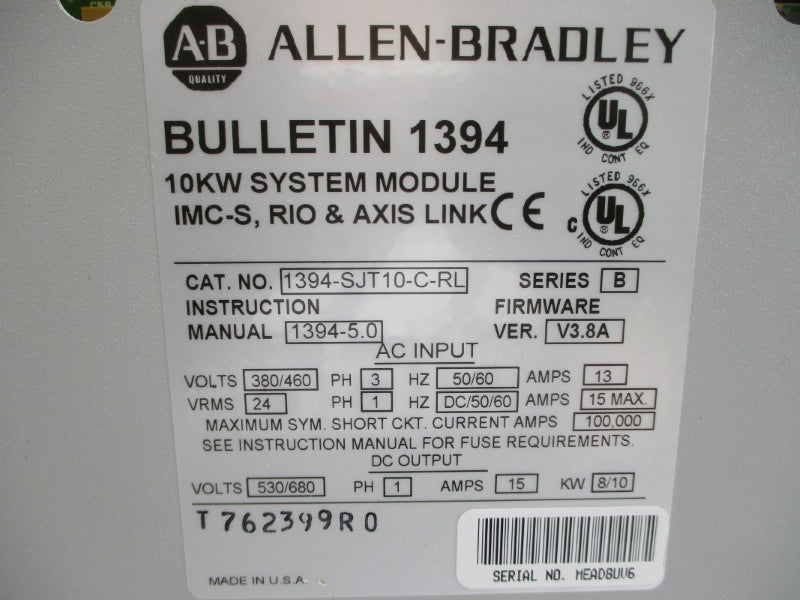 A-B QUALITY ALLEN-BRADLEY
LISTED 966X
UL ®
IND CONT EQ
BULLETIN 1394
10KW SYSTEM MODULE
IMC-S, RIO & AXIS LINK CE
LISTED 966X
C UL ®
IND CONT EQ
CAT. NO. 1394-SJT10-C-RL SERIES B
INSTRUCTION FIRMWARE
MANUAL 1394-5.0 VER. V3.8A
AC INPUT
VOLTS 380/460 PH 3 HZ 50/60 AMPS 13
VRMS 24 PH 1 HZ DC/50/60 AMPS 15 MAX.
MAXIMUM SYM. SHORT CKT. CURRENT AMPS 100,000
SEE INSTRUCTION MANUAL FOR FUSE REQUIREMENTS.
DC OUTPUT
VOLTS 530/680 PH 1 AMPS 15 KW 8/10
T762399R0
SERIAL NO. MEAD8UV6
MADE IN U.S.A.